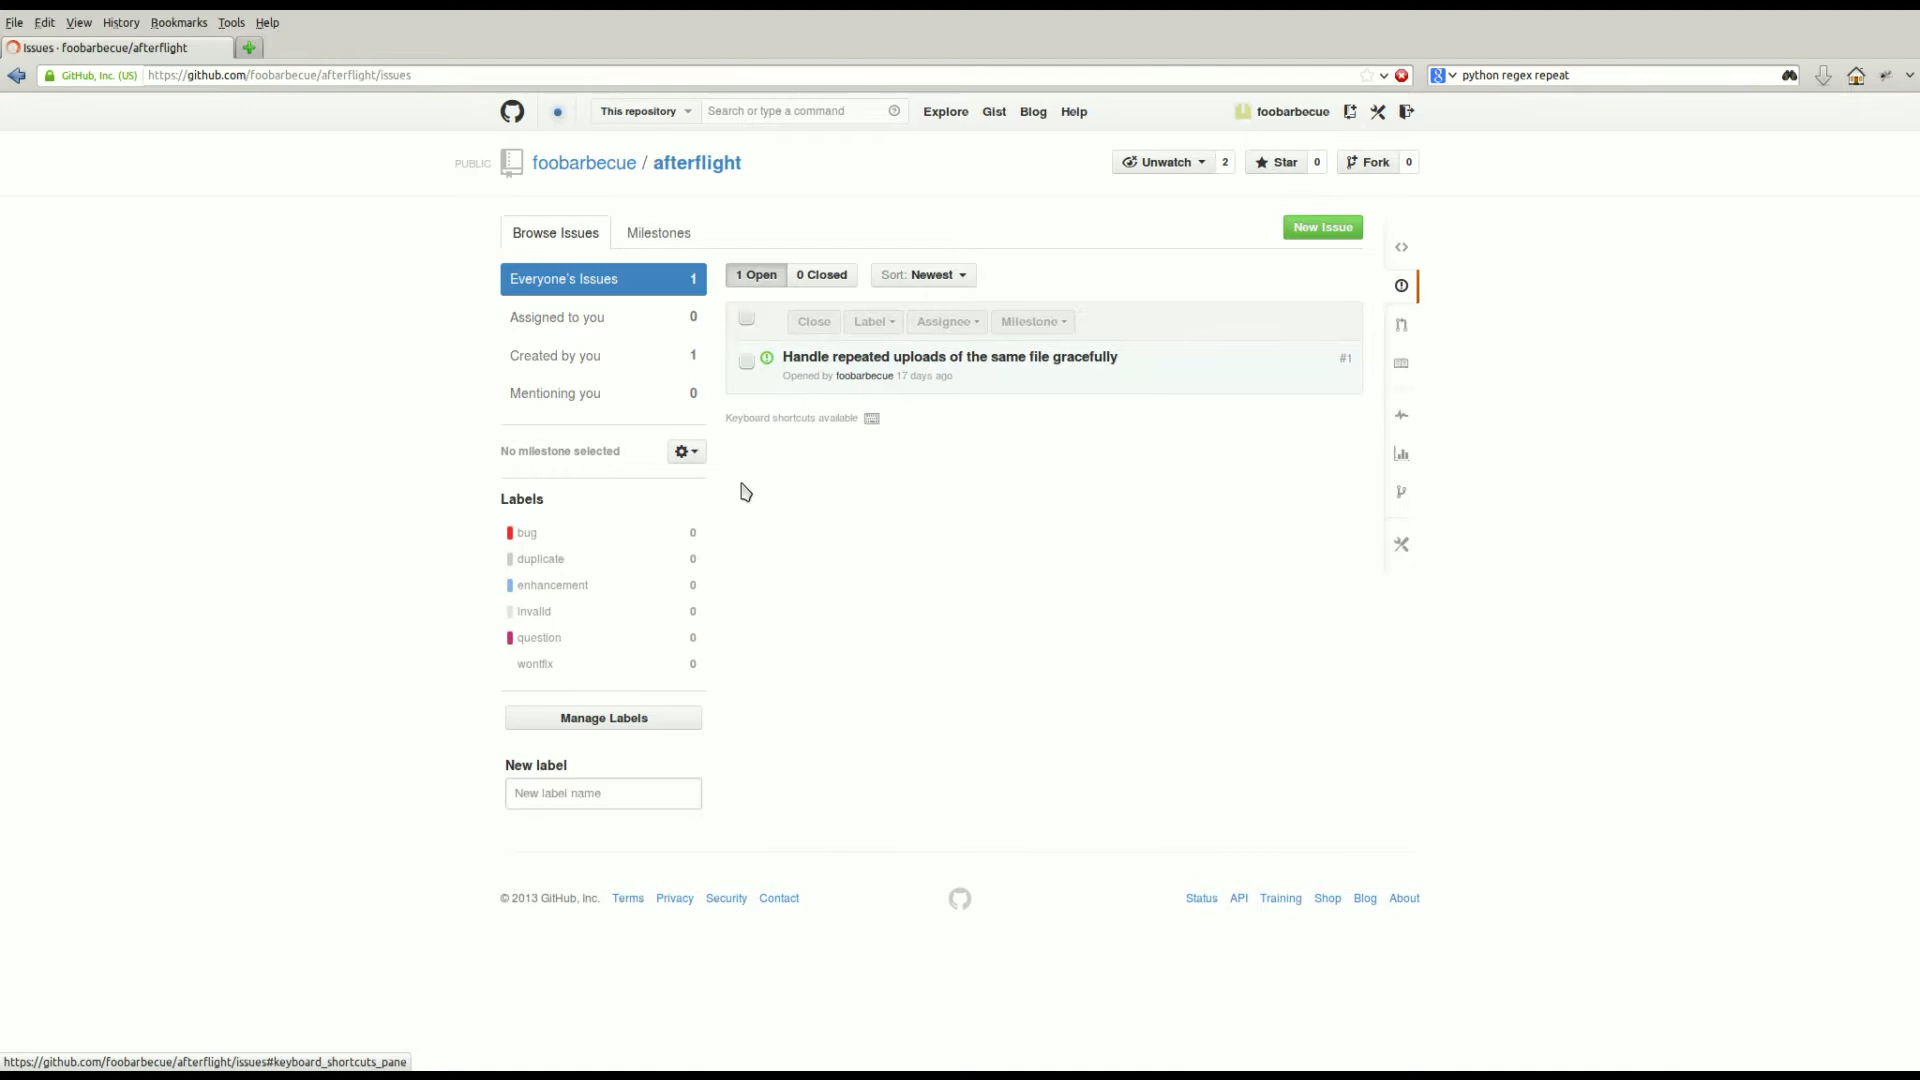 File Edit View History Bookmarks Tools Help
Issues · foobarbecue/afterflight
GitHub, Inc. (US) https://github.com/foobarbecue/afterflight/issues
python regex repeat
This repository
Search or type a command
Explore Gist Blog Help
foobarbecue
PUBLIC
foobarbecue / afterflight
Unwatch 2
Star 0
Fork 0
Browse Issues
Milestones
New Issue
Everyone's Issues 1
1 Open
0 Closed
Sort: Newest
Assigned to you 0
Close Label Assignee Milestone
Created by you 1
Handle repeated uploads of the same file gracefully #1
Opened by foobarbecue 17 days ago
Mentioning you 0
Keyboard shortcuts available
No milestone selected
Labels
bug 0
duplicate 0
enhancement 0
invalid 0
question 0
wontfix 0
Manage Labels
New label
New label name
© 2013 GitHub, Inc. Terms Privacy Security Contact
Status API Training Shop Blog About
https://github.com/foobarbecue/afterflight/issues#keyboard_shortcuts_pane